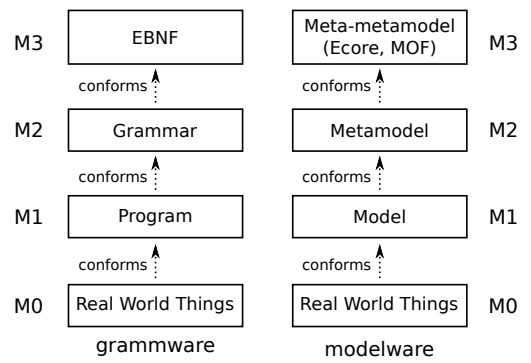 M3
EBNF
Meta-metamodel
(Ecore, MOF)
M3
conforms
conforms
M2
Grammar
Metamodel
M2
conforms
conforms
M1
Program
Model
M1
conforms
conforms
M0
Real World Things
Real World Things
M0
grammware
modelware